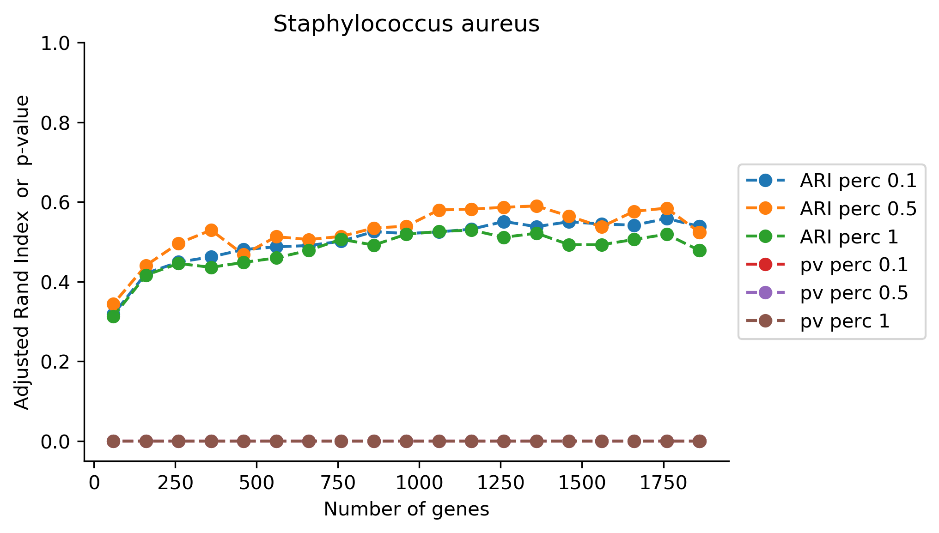 Staphylococcus aureus
1.0
0.8
0.6
0.4
0.2
0.0
Adjusted Rand Index or p-value
0 250 500 750 1000 1250 1500 1750
Number of genes
ARI perc 0.1
ARI perc 0.5
ARI perc 1
pv perc 0.1
pv perc 0.5
pv perc 1